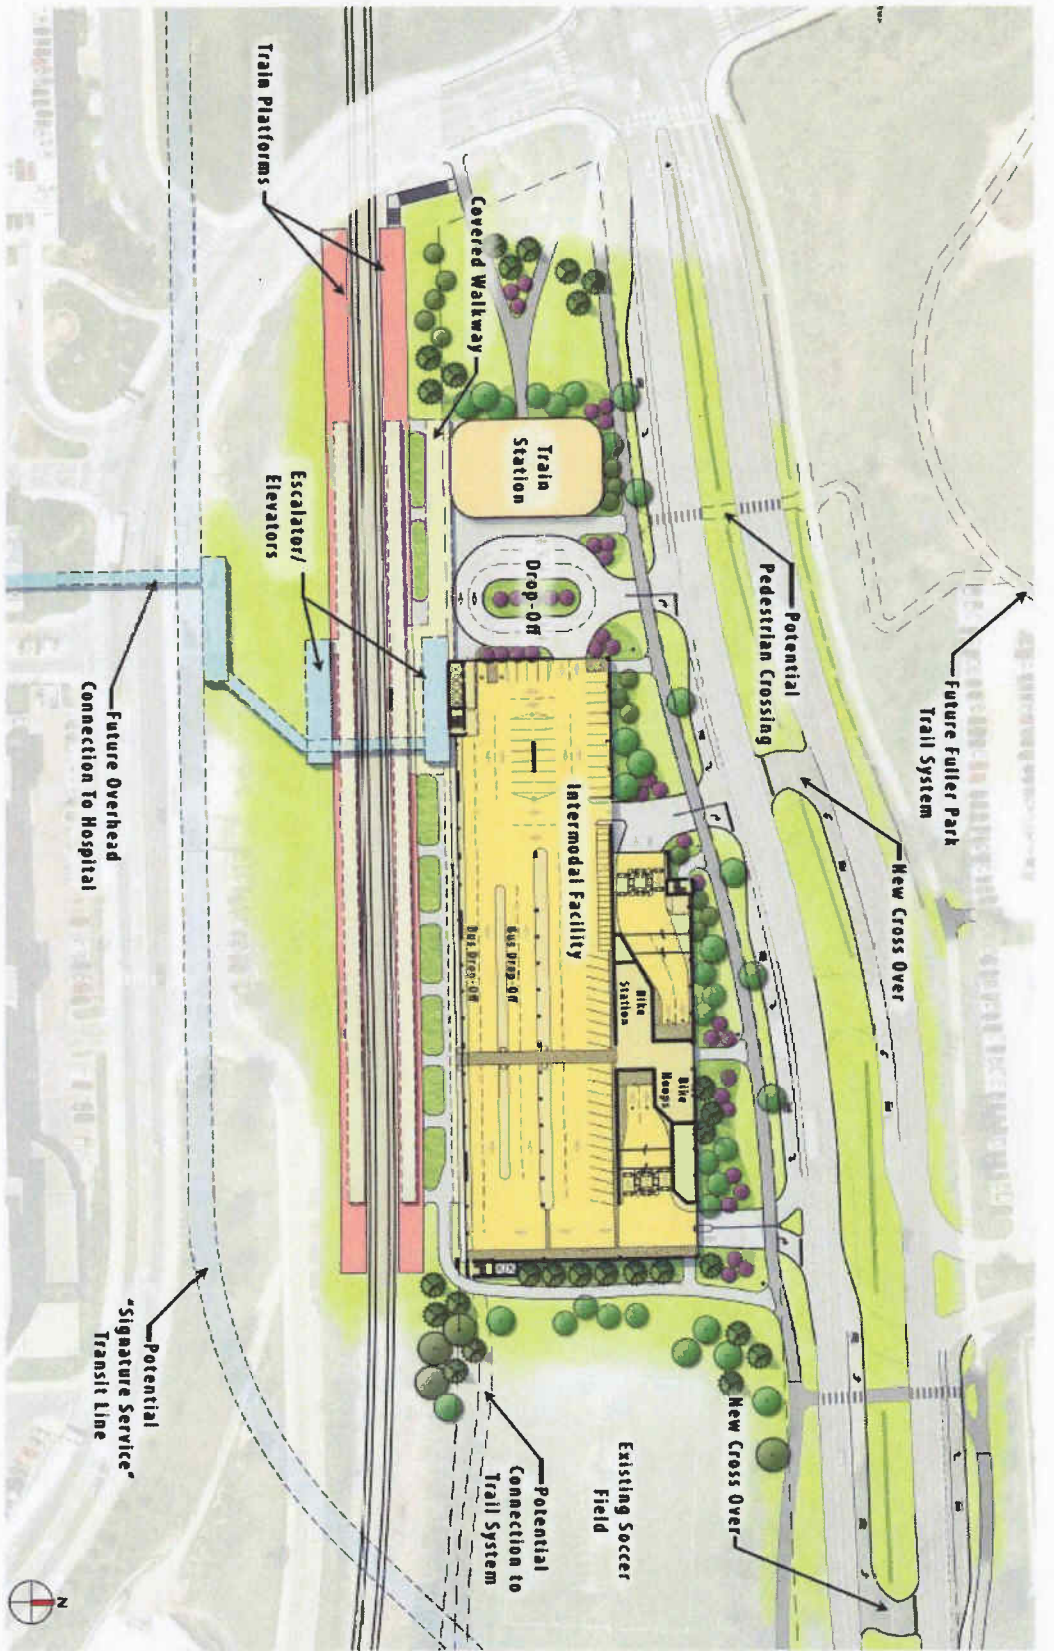 Future Fuller Park
Trail System
New Cross Over
Potential
Pedestrian Crossing
New Cross Over
Train Platforms
Covered Walkway
Train
Station
Drop-Off
Intermodal Facility
Bike
Station
Bike
Hoops
Bus Drop-Off
Bus Drop-Off
Existing Soccer
Field
Potential
Connection to
Trail System
Escalator/
Elevators
Future Overhead
Connection To Hospital
Potential
"Signature Service"
Transit Line
N